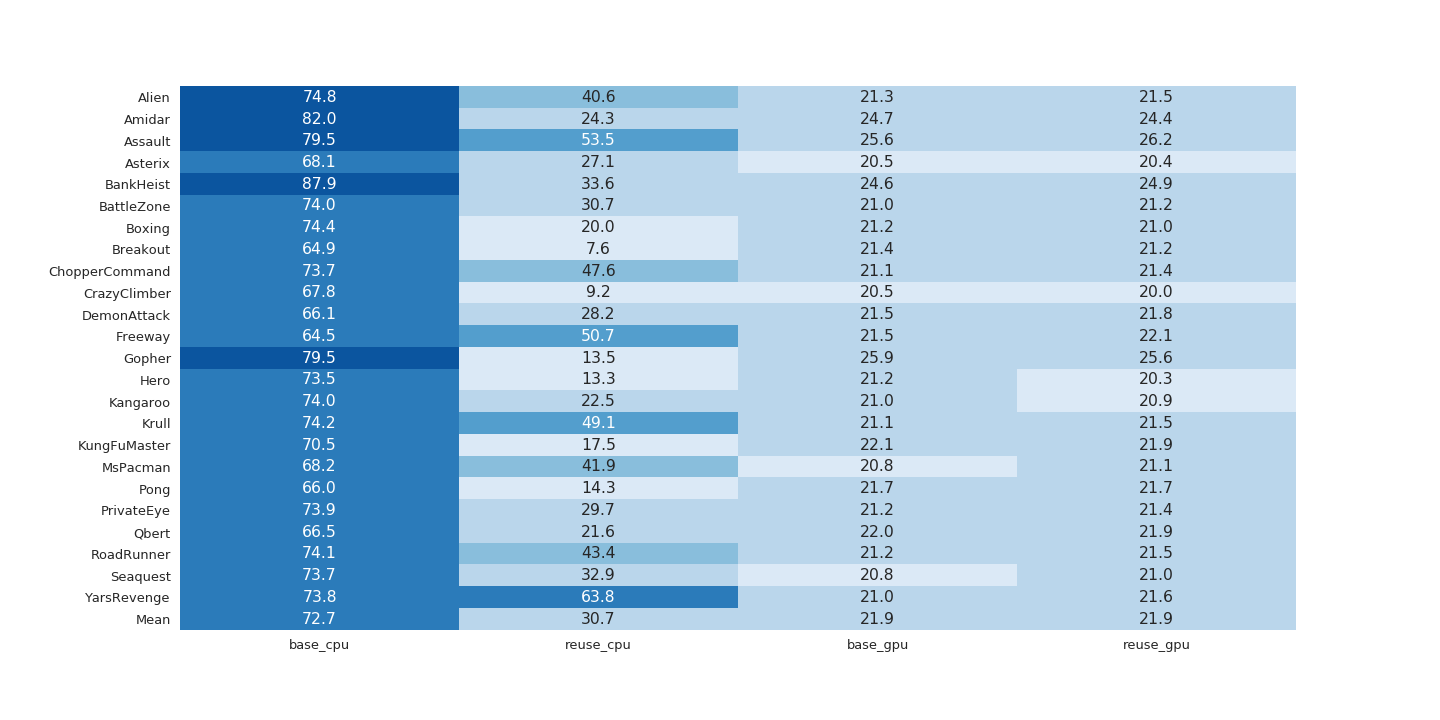 Alien 74.8 40.6 21.3 21.5
Amidar 82.0 24.3 24.7 24.4
Assault 79.5 53.5 25.6 26.2
Asterix 68.1 27.1 20.5 20.4
BankHeist 87.9 33.6 24.6 24.9
BattleZone 74.0 30.7 21.0 21.2
Boxing 74.4 20.0 21.2 21.0
Breakout 64.9 7.6 21.4 21.2
ChopperCommand 73.7 47.6 21.1 21.4
CrazyClimber 67.8 9.2 20.5 20.0
DemonAttack 66.1 28.2 21.5 21.8
Freeway 64.5 50.7 21.5 22.1
Gopher 79.5 13.5 25.9 25.6
Hero 73.5 13.3 21.2 20.3
Kangaroo 74.0 22.5 21.0 20.9
Krull 74.2 49.1 21.1 21.5
KungFuMaster 70.5 17.5 22.1 21.9
MsPacman 68.2 41.9 20.8 21.1
Pong 66.0 14.3 21.7 21.7
PrivateEye 73.9 29.7 21.2 21.4
Qbert 66.5 21.6 22.0 21.9
RoadRunner 74.1 43.4 21.2 21.5
Seaquest 73.7 32.9 20.8 21.0
YarsRevenge 73.8 63.8 21.0 21.6
Mean 72.7 30.7 21.9 21.9
base_cpu reuse_cpu base_gpu reuse_gpu